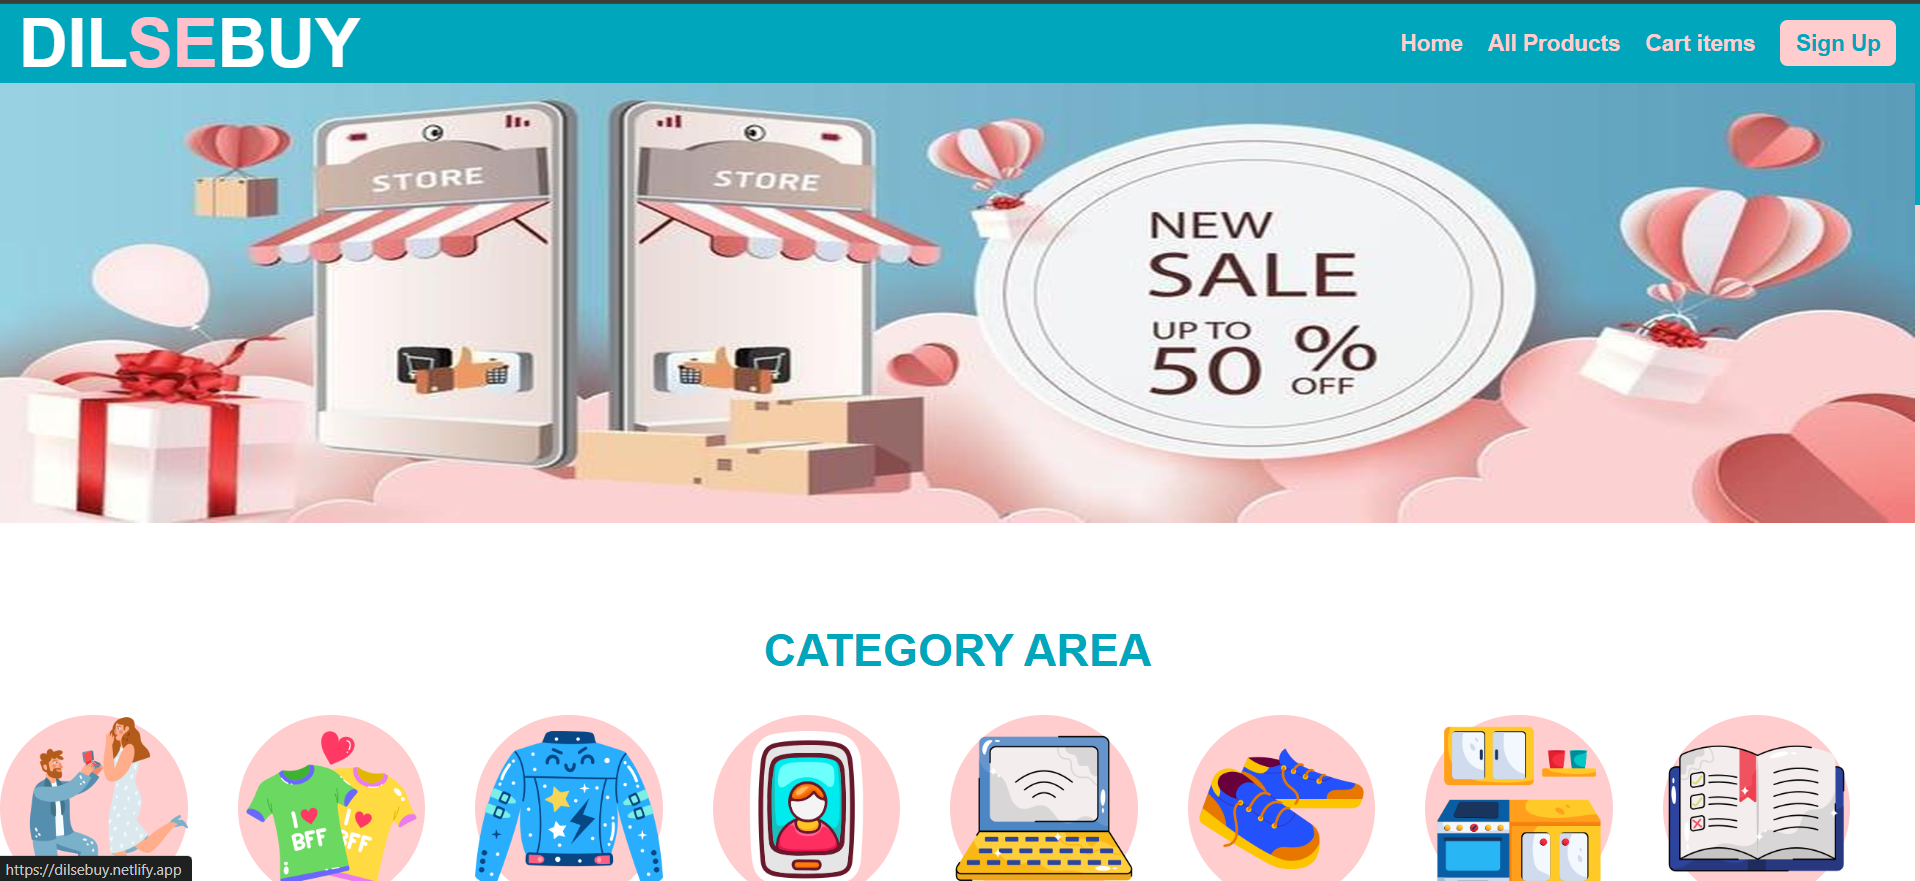 DILSEBUY
Home
All Products
Cart items
Sign Up
STORE
STORE
NEW
SALE
UP TO
50 %
OFF
CATEGORY AREA
I ❤
BFF
I ❤
BFF
https://dilsebuy.netlify.app